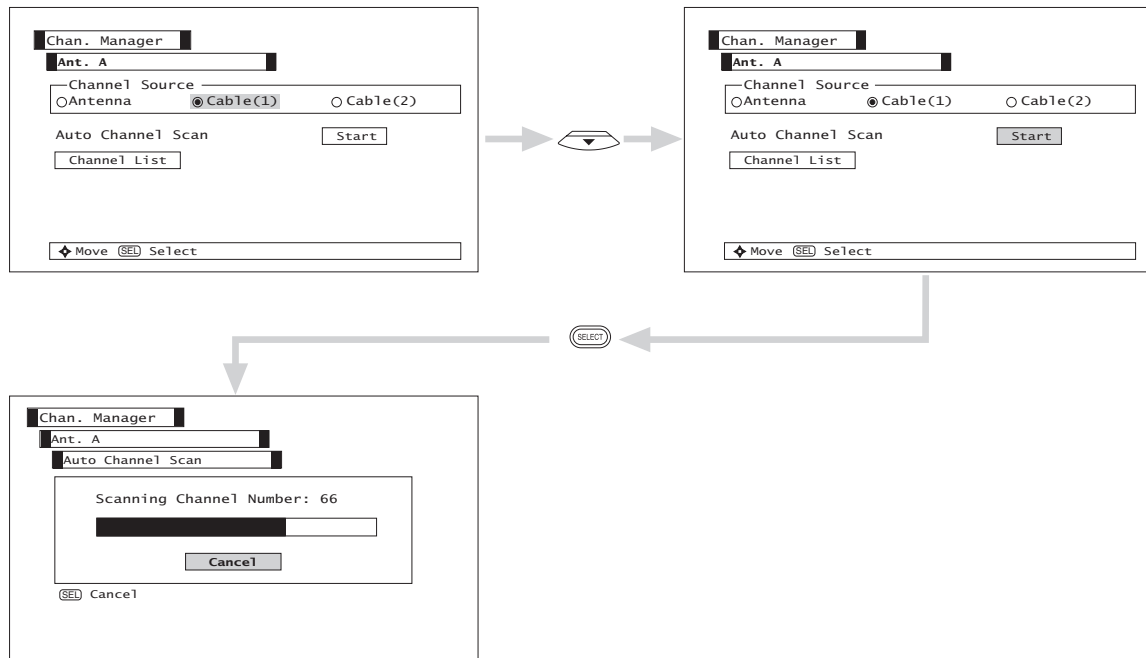 Chan. Manager
Ant. A
Channel Source
Antenna Cable(1) Cable(2)
Auto Channel Scan Start
Channel List
Move SEL Select
Chan. Manager
Ant. A
Channel Source
Antenna Cable(1) Cable(2)
Auto Channel Scan Start
Channel List
Move SEL Select
SELECT
Chan. Manager
Ant. A
Auto Channel Scan
Scanning Channel Number: 66
Cancel
SEL Cancel